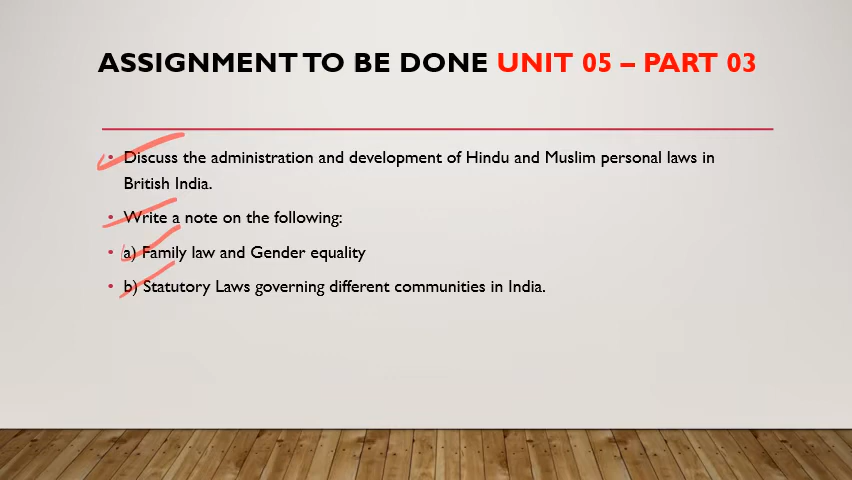 ASSIGNMENT TO BE DONE UNIT 05 – PART 03
• Discuss the administration and development of Hindu and Muslim personal laws in
British India.
• Write a note on the following:
• a) Family law and Gender equality
• b) Statutory Laws governing different communities in India.